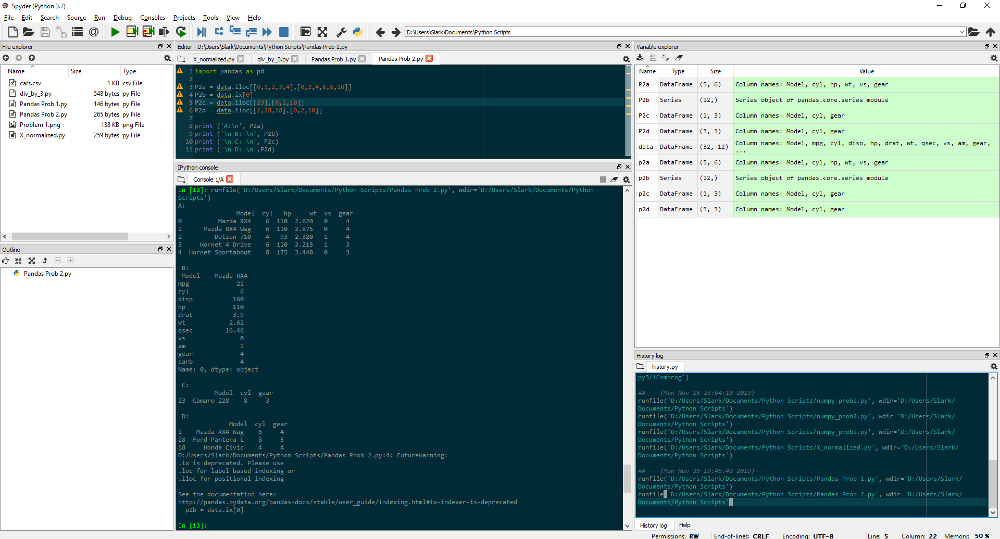 Spyder (Python 3.7)
File Edit Search Source Run Debug Consoles Projects Tools View Help
D:\Users\Slark\Documents\Python Scripts
File explorer
Name Size Type
cars.csv 1 KB csv File
div_by_3.py 548 bytes py File
Pandas Prob 1.py 146 bytes py File
Pandas Prob 2.py 265 bytes py File
Problem 1.png 138 KB png File
X_normalized.py 259 bytes py File
Outline
Pandas Prob 2.py
Editor - D:\Users\Slark\Documents\Python Scripts\Pandas Prob 2.py
X_normalized.py div_by_3.py Pandas Prob 1.py Pandas Prob 2.py
1 import pandas as pd
2
3 P2a = data.iloc[[0,1,2,3,4],[0,2,4,6,8,10]]
4 P2b = data.ix[0]
5 P2c = data.iloc[[23],[0,2,10]]
6 P2d = data.iloc[[1,28,18],[0,2,10]]
7
8 print ('A:\n', P2a)
9 print ('\n B: \n', P2b)
10 print ('\n C: \n', P2c)
11 print ('\n D: \n',P2d)
IPython console
Console 1/A
In [12]: runfile('D:/Users/Slark/Documents/Python Scripts/Pandas Prob 2.py', wdir='D:/Users/Slark/Documents/Python
Scripts')
A:
Model cyl hp wt vs gear
0 Mazda RX4 6 110 2.620 0 4
1 Mazda RX4 Wag 6 110 2.875 0 4
2 Datsun 710 4 93 2.320 1 4
3 Hornet 4 Drive 6 110 3.215 1 3
4 Hornet Sportabout 8 175 3.440 0 3
B:
Model Mazda RX4
mpg 21
cyl 6
disp 160
hp 110
drat 3.9
wt 2.62
qsec 16.46
vs 0
am 1
gear 4
carb 4
Name: 0, dtype: object
C:
Model cyl gear
23 Camaro Z28 8 3
D:
Model cyl gear
1 Mazda RX4 Wag 6 4
28 Ford Pantera L 8 5
18 Honda Civic 4 4
D:/Users/Slark/Documents/Python Scripts/Pandas Prob 2.py:4: FutureWarning:
.ix is deprecated. Please use
.loc for label based indexing or
.iloc for positional indexing
See the documentation here:
http://pandas.pydata.org/pandas-docs/stable/user_guide/indexing.html#ix-indexer-is-deprecated
p2b = data.ix[0]
In [13]:
Variable explorer
Name Type Size Value
P2a DataFrame (5, 6) Column names: Model, cyl, hp, wt, vs, gear
P2b Series (12,) Series object of pandas.core.series module
P2c DataFrame (1, 3) Column names: Model, cyl, gear
P2d DataFrame (3, 3) Column names: Model, cyl, gear
data DataFrame (32, 12) Column names: Model, mpg, cyl, disp, hp, drat, wt, qsec, vs, am, gear,
...
p2a DataFrame (5, 6) Column names: Model, cyl, hp, wt, vs, gear
p2b Series (12,) Series object of pandas.core.series module
p2c DataFrame (1, 3) Column names: Model, cyl, gear
p2d DataFrame (3, 3) Column names: Model, cyl, gear
History log
history.py
py3/1Comprog')
## ---(Mon Nov 18 23:04:10 2019)---
runfile('D:/Users/Slark/Documents/Python Scripts/numpy_prob1.py', wdir='D:/Users/Slark/
Documents/Python Scripts')
runfile('D:/Users/Slark/Documents/Python Scripts/numpy_prob2.py', wdir='D:/Users/Slark/
Documents/Python Scripts')
runfile('D:/Users/Slark/Documents/Python Scripts/numpy_prob1.py', wdir='D:/Users/Slark/
Documents/Python Scripts')
runfile('D:/Users/Slark/Documents/Python Scripts/X_normalized.py', wdir='D:/Users/Slark/
Documents/Python Scripts')
## ---(Mon Nov 25 19:45:42 2019)---
runfile('D:/Users/Slark/Documents/Python Scripts/Pandas Prob 1.py', wdir='D:/Users/Slark/
Documents/Python Scripts')
runfile('D:/Users/Slark/Documents/Python Scripts/Pandas Prob 2.py', wdir='D:/Users/Slark/
Documents/Python Scripts')
History log Help
Permissions: RW End-of-lines: CRLF Encoding: UTF-8 Line: 5 Column: 22 Memory: 50 %